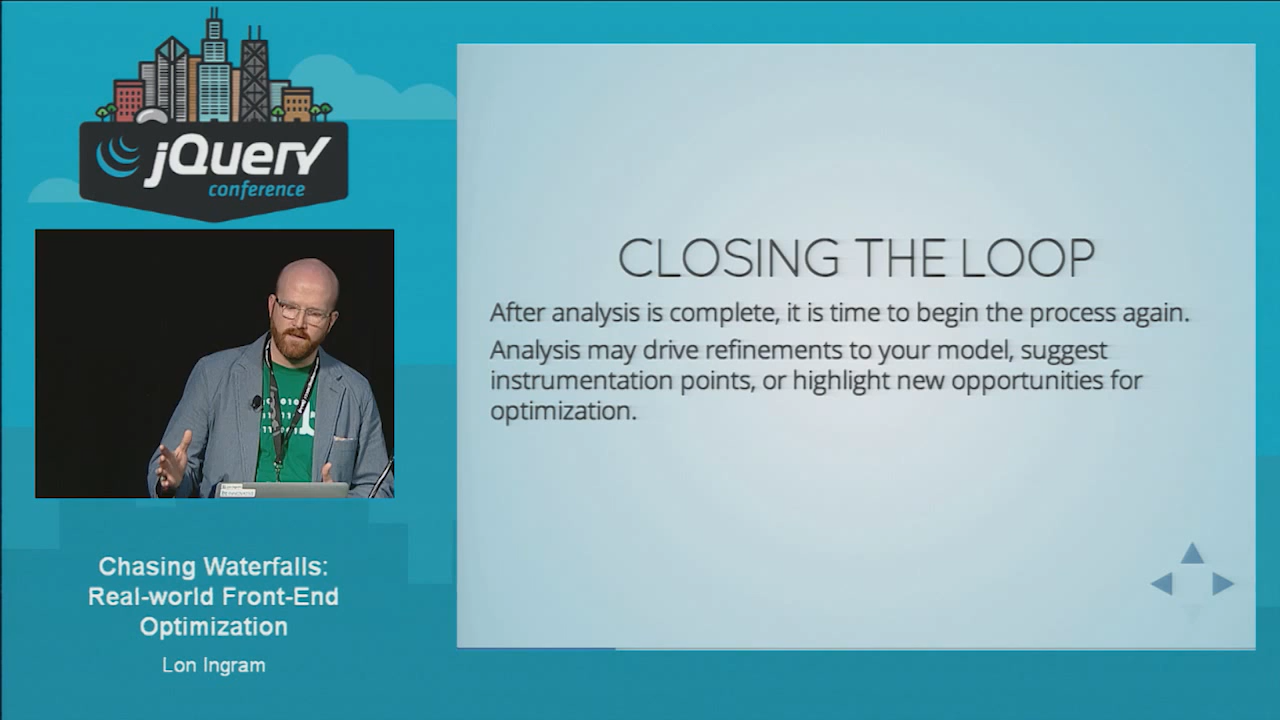 jQuery
conference
CLOSING THE LOOP
After analysis is complete, it is time to begin the process again.
Analysis may drive refinements to your model, suggest
instrumentation points, or highlight new opportunities for
optimization.
Chasing Waterfalls:
Real-world Front-End
Optimization
Lon Ingram